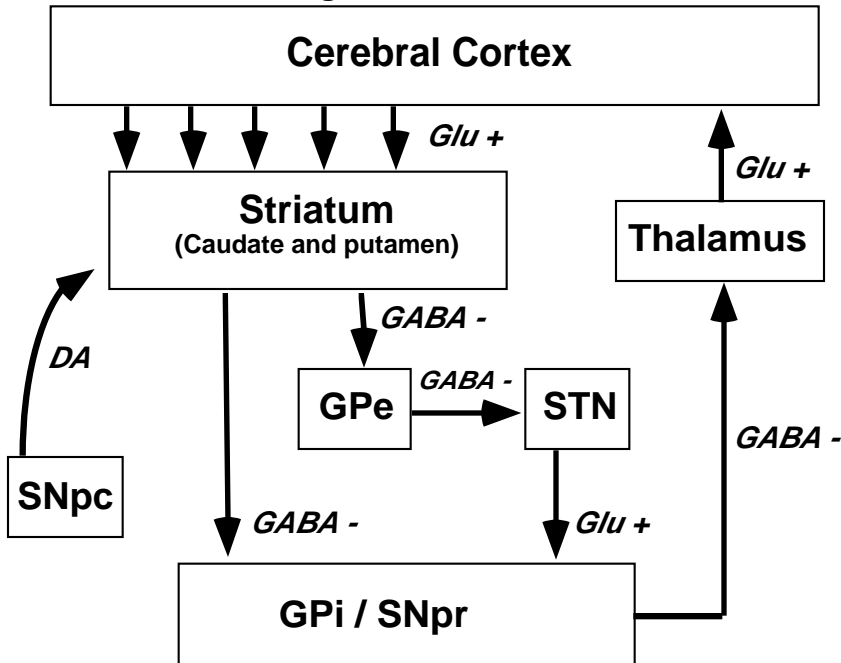 Cerebral Cortex
Glu +
Glu +
Striatum
(Caudate and putamen)
Thalamus
GABA -
DA
GABA -
GPe
STN
GABA -
SNpc
GABA -
Glu +
GPi / SNpr